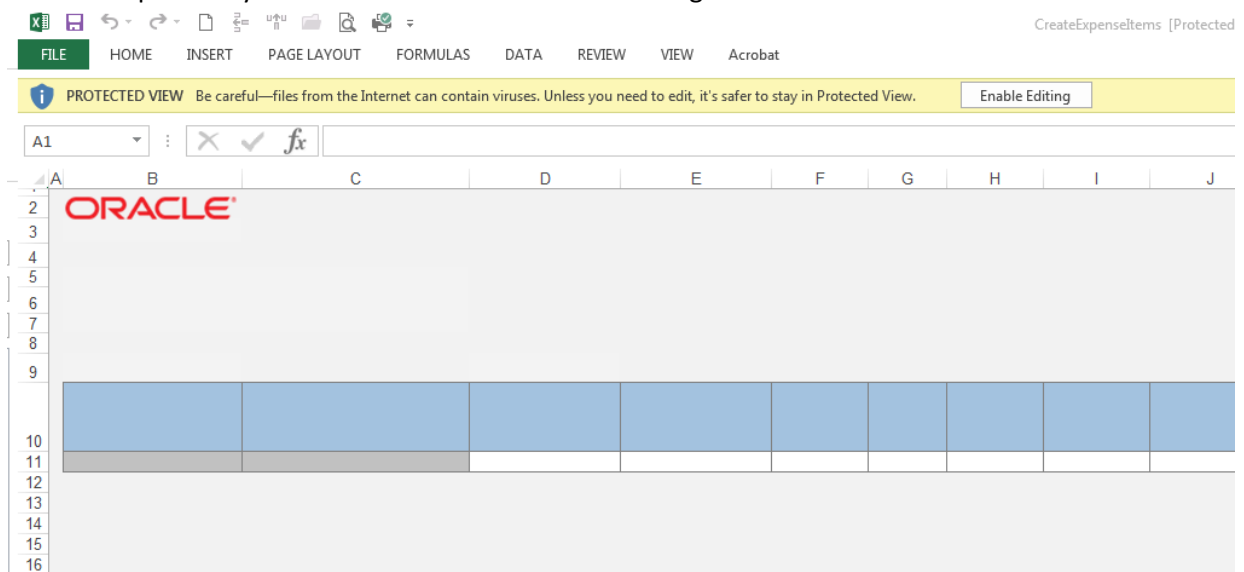 CreateExpenseItems [Protected
FILE HOME INSERT PAGE LAYOUT FORMULAS DATA REVIEW VIEW Acrobat
PROTECTED VIEW Be careful—files from the Internet can contain viruses. Unless you need to edit, it's safer to stay in Protected View. Enable Editing
A1 fx
A B C D E F G H I J
2 ORACLE
3
4
5
6
7
8
9
10
11
12
13
14
15
16